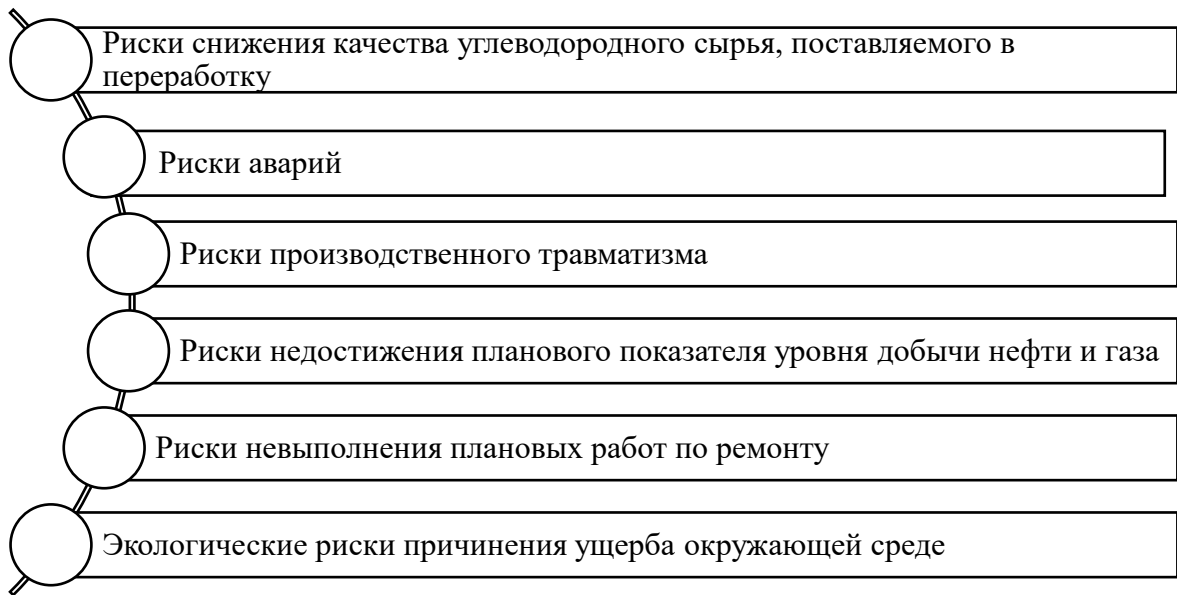 Риски снижения качества углеводородного сырья, поставляемого в
переработку
Риски аварий
Риски производственного травматизма
Риски недостижения планового показателя уровня добычи нефти и газа
Риски невыполнения плановых работ по ремонту
Экологические риски причинения ущерба окружающей среде